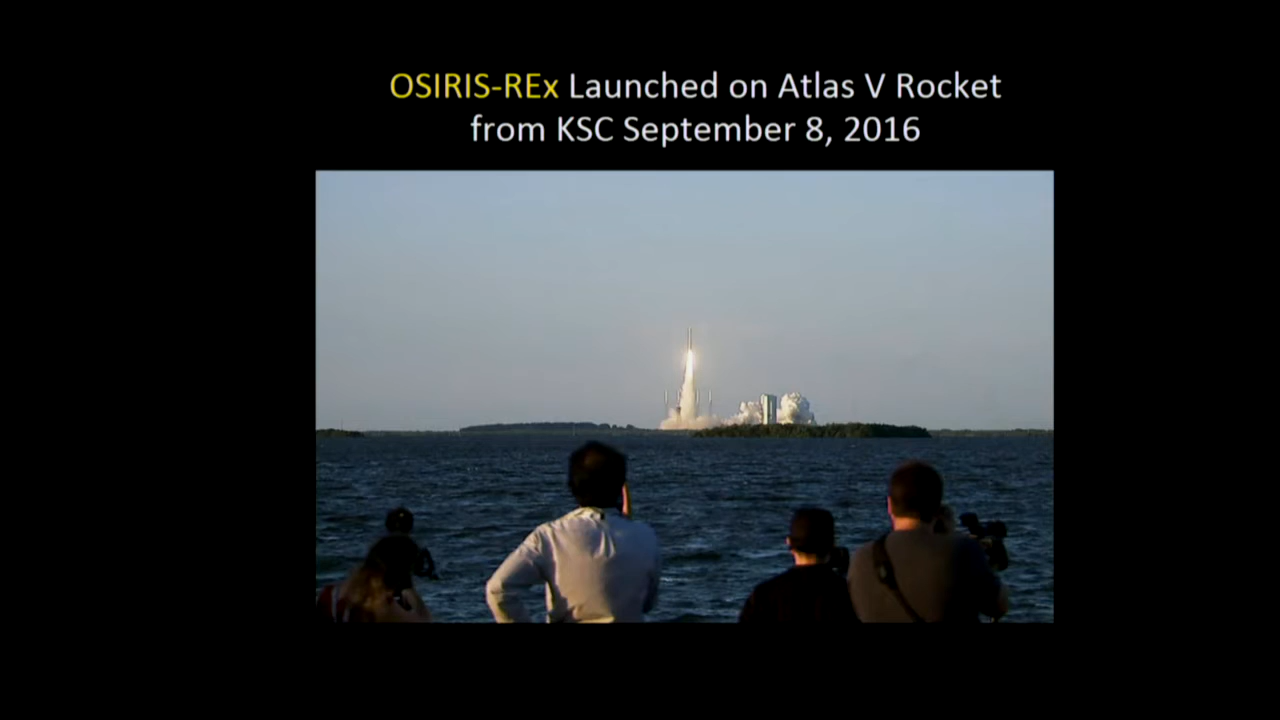 OSIRIS-REx Launched on Atlas V Rocket
from KSC September 8, 2016